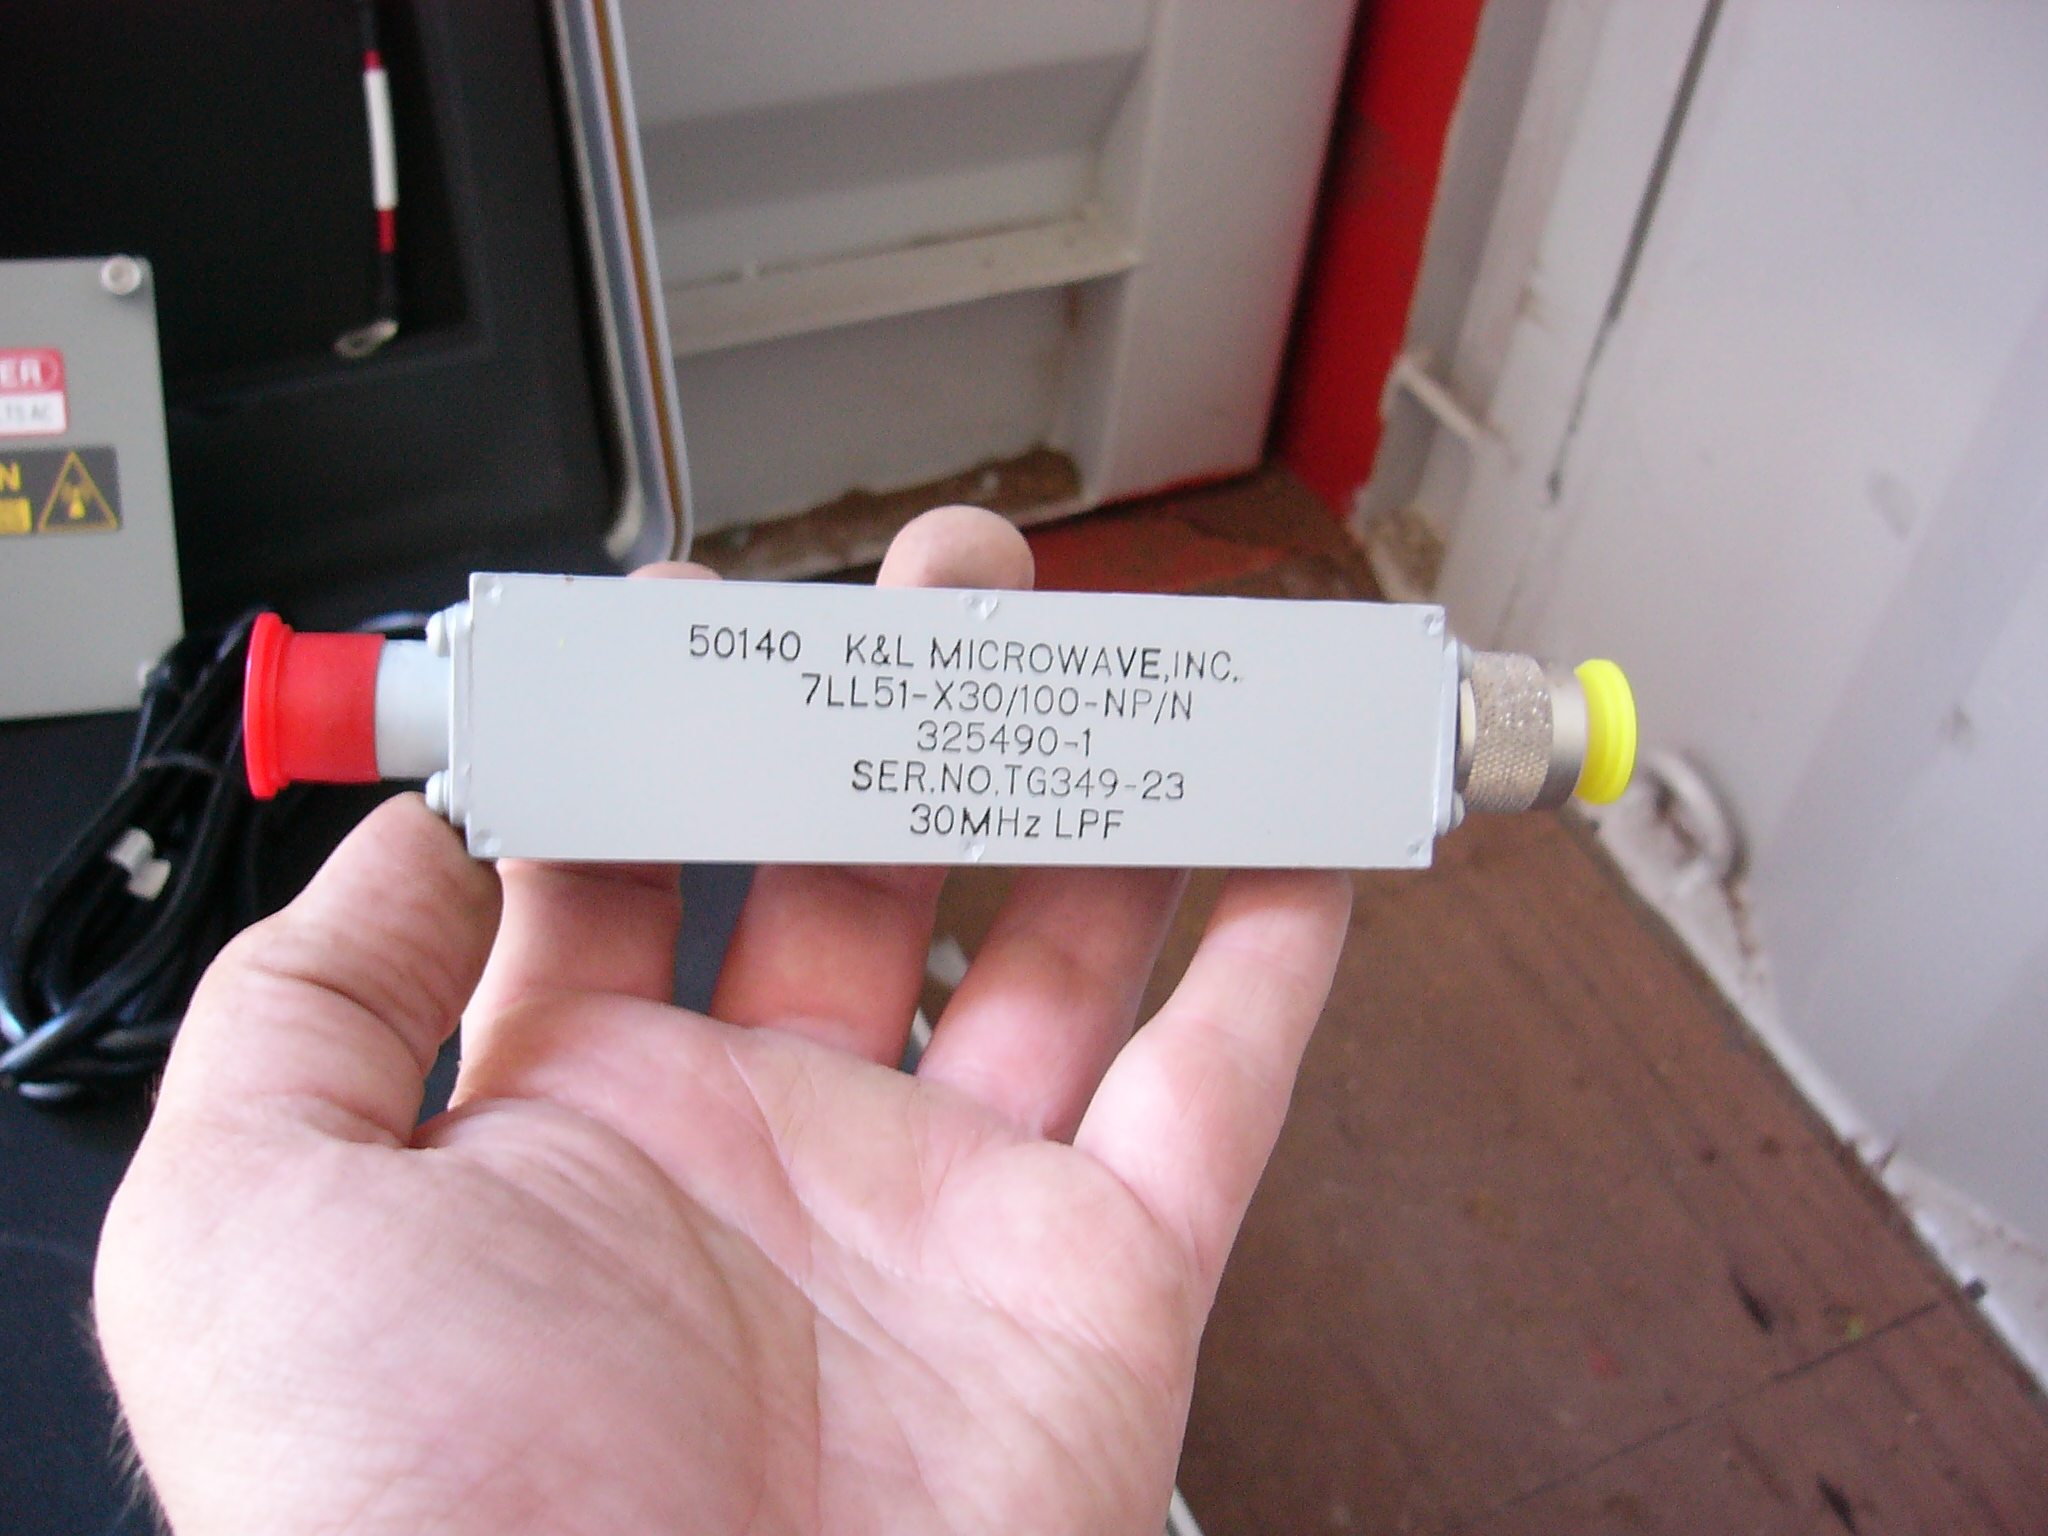 50140 K&L MICROWAVE,INC.
7LL51-X30/100-NP/N
325490-1
SER.NO.TG349-23
30MHz LPF